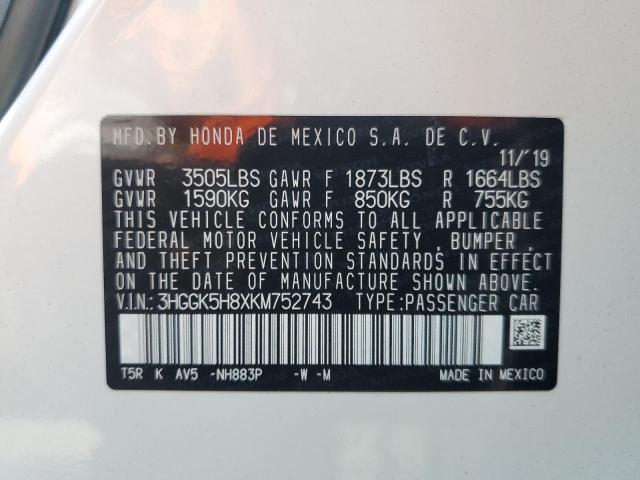 MFD. BY HONDA DE MEXICO S.A. DE C.V.
11/'19
GVWR 3505LBS GAWR F 1873LBS R 1664LBS
GVWR 1590KG GAWR F 850KG R 755KG
THIS VEHICLE CONFORMS TO ALL APPLICABLE
FEDERAL MOTOR VEHICLE SAFETY , BUMPER ,
AND THEFT PREVENTION STANDARDS IN EFFECT
ON THE DATE OF MANUFACTURE SHOWN ABOVE.
V.I.N.: 3HGGK5H8XKM752743 TYPE: PASSENGER CAR
T5R K AV5 -NH883P -W -M MADE IN MEXICO